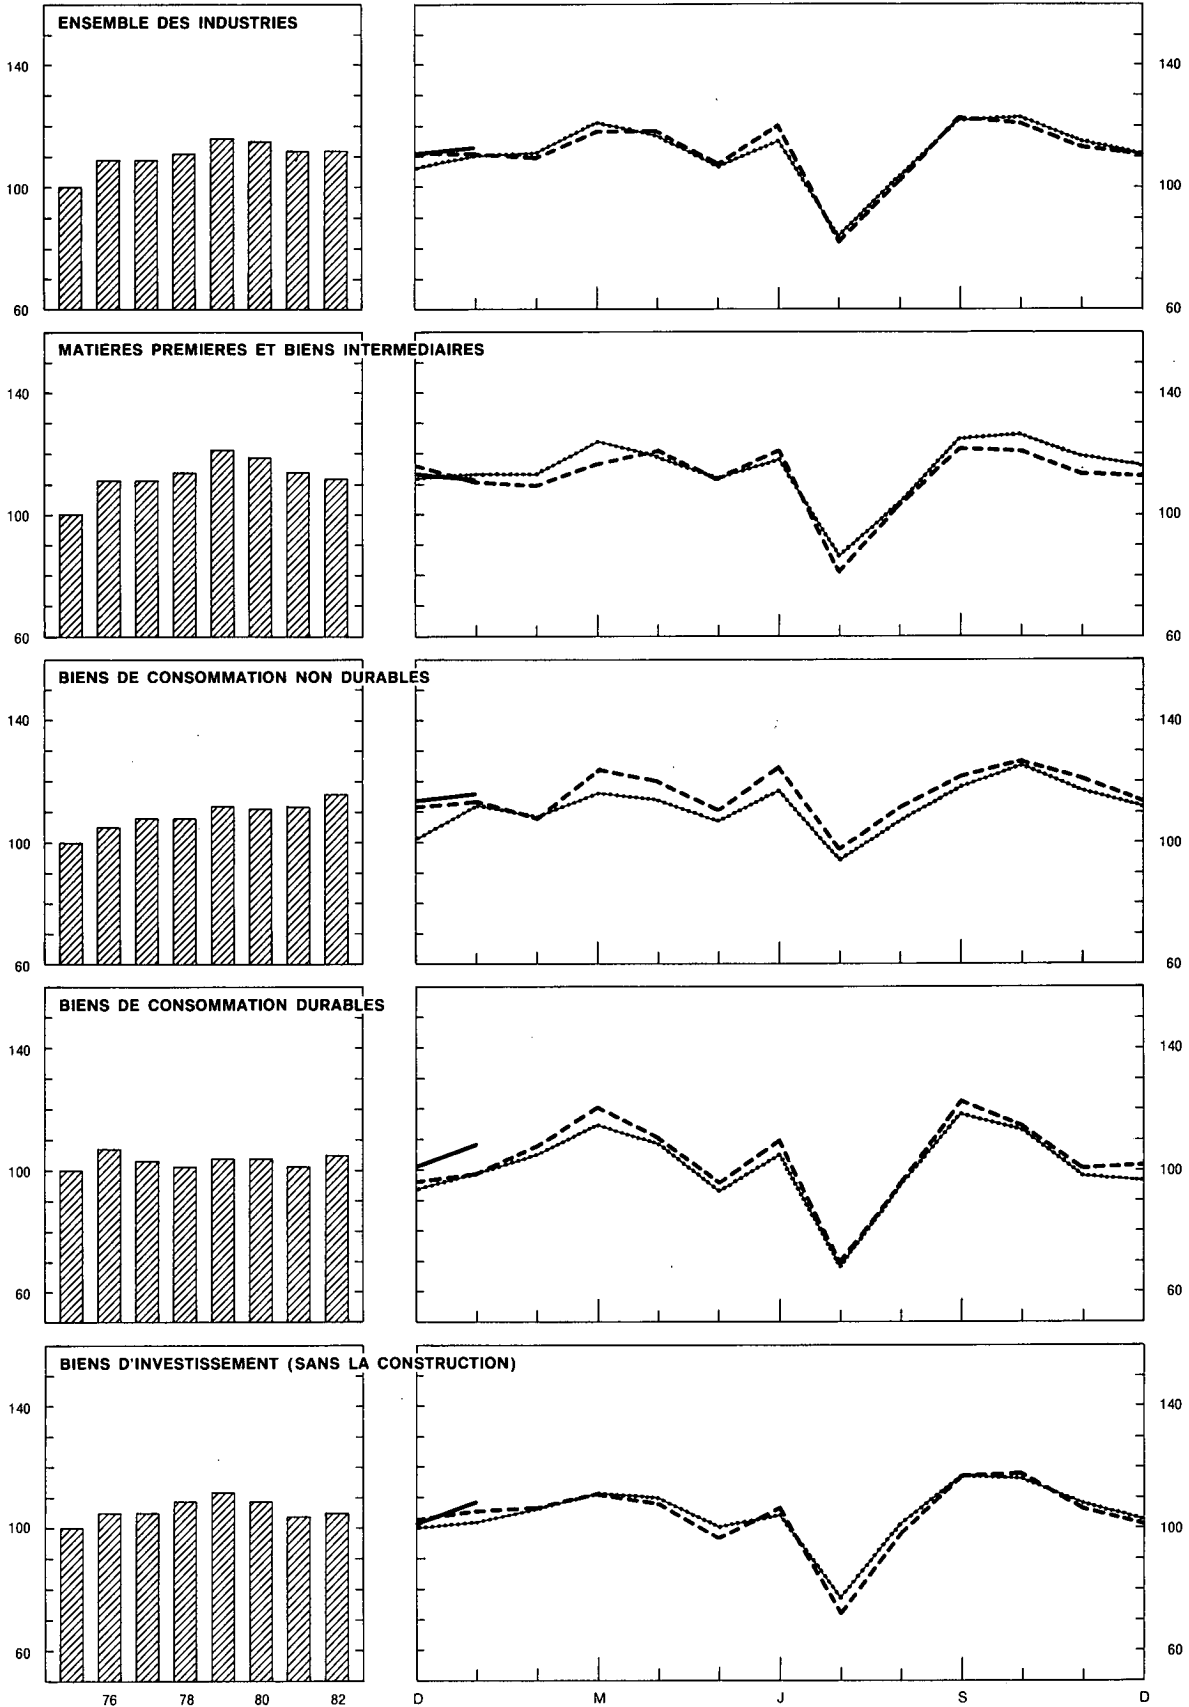 ENSEMBLE DES INDUSTRIES
140 140
100 100
60 60
MATIERES PREMIERES ET BIENS INTERMEDIAIRES
140 140
100 100
60 60
BIENS DE CONSOMMATION NON DURABLES
140 140
100 100
60 60
BIENS DE CONSOMMATION DURABLES
140 140
100 100
60 60
BIENS D'INVESTISSEMENT (SANS LA CONSTRUCTION)
140 140
100 100
60 60
76 78 80 82 D M J S D